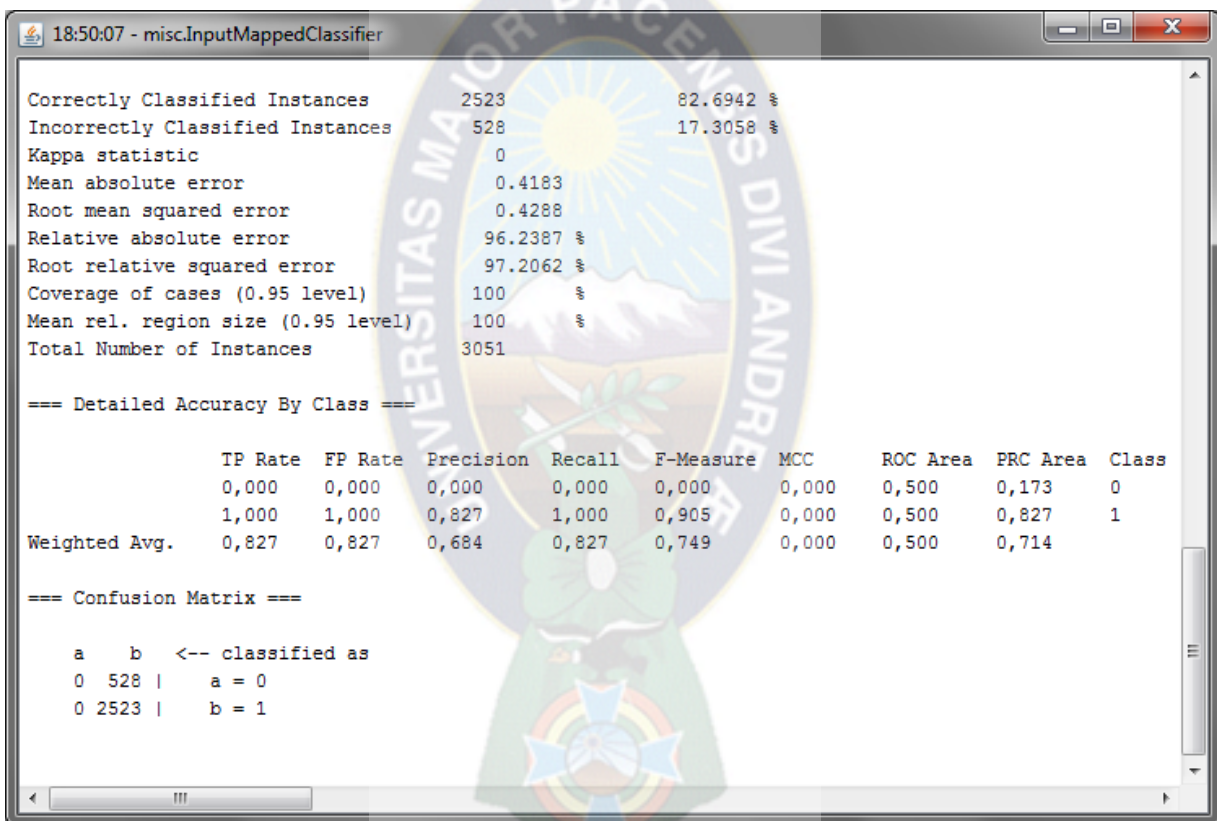 18:50:07 - misc.InputMappedClassifier
Correctly Classified Instances 2523 82.6942 %
Incorrectly Classified Instances 528 17.3058 %
Kappa statistic 0
Mean absolute error 0.4183
Root mean squared error 0.4288
Relative absolute error 96.2387 %
Root relative squared error 97.2062 %
Coverage of cases (0.95 level) 100 %
Mean rel. region size (0.95 level) 100 %
Total Number of Instances 3051
=== Detailed Accuracy By Class ===
TP Rate FP Rate Precision Recall F-Measure MCC ROC Area PRC Area Class
0,000 0,000 0,000 0,000 0,000 0,000 0,500 0,173 0
1,000 1,000 0,827 1,000 0,905 0,000 0,500 0,827 1
Weighted Avg. 0,827 0,827 0,684 0,827 0,749 0,000 0,500 0,714
=== Confusion Matrix ===
a b <-- classified as
0 528 | a = 0
0 2523 | b = 1
UNIVERSITAS MAJOR PACENSIS DIVI ANDRE Æ